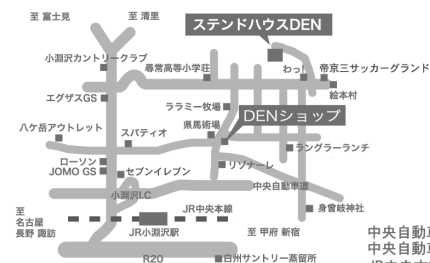 至 富士見
至 清里
ステンドハウスDEN
小淵沢カントリークラブ
尋常高等小学荘
わっ!
帝京三サッカーグランド
エグザスGS
絵本村
ララミー牧場
DENショップ
八ケ岳アウトレット
スパティオ
県馬術場
ラングラーランチ
ローソン
JOMO GS
セブンイレブン
リゾナーレ
小淵沢I.C
中央自動車道
至
名古屋
長野 諏訪
JR中央本線
身曾岐神社
JR小淵沢駅
至 甲府 新宿
中央自動車
中央自動車
R20
白州サントリー蒸留所